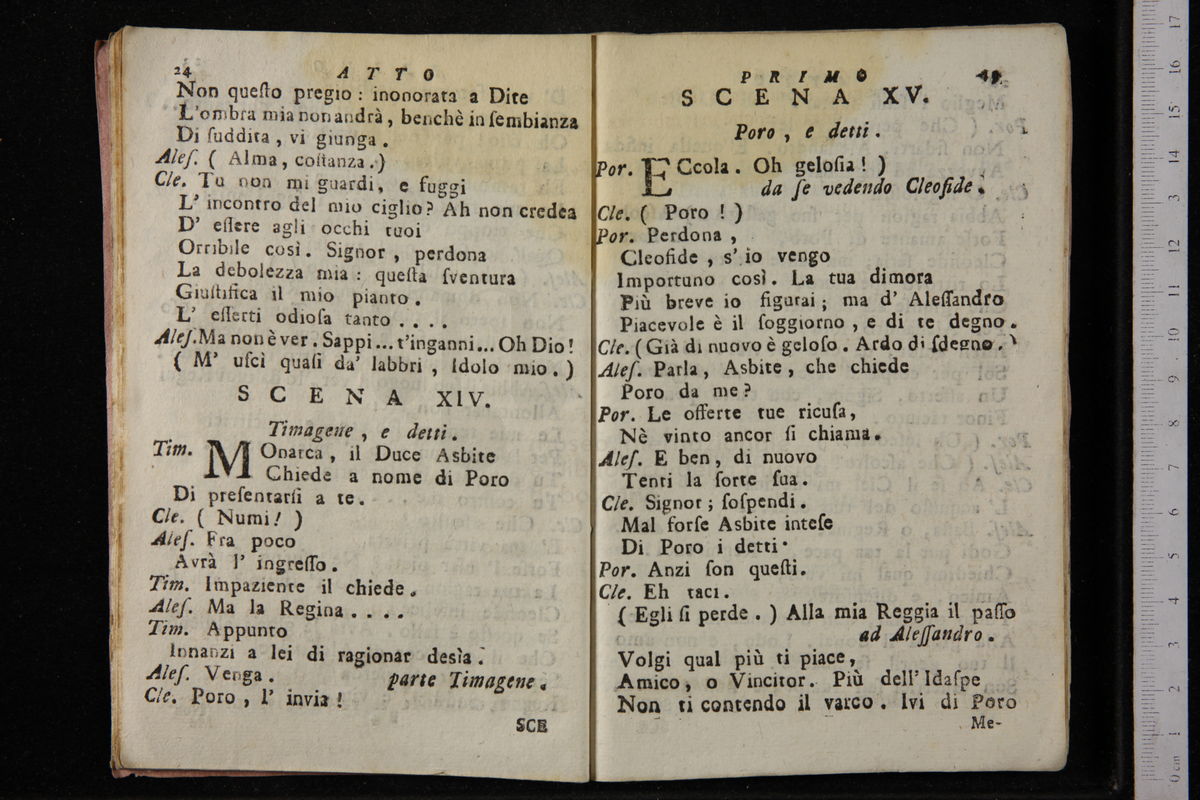 24 ATTO
Non queſto pregio : inonorata a Dite
L'ombra mia non andrà, benchè in ſembianza
Di ſuddita, vi giunga.
Aleſ. ( Alma, coſtanza. )
Cle. Tu non mi guardi, e fuggi
L' incontro del mio ciglio? Ah non credea
D' eſſere agli occhi tuoi
Orribile così. Signor, perdona
La debolezza mia : queſta ſventura
Giuſtifica il mio pianto.
L' eſſerti odioſa tanto ....
Aleſ. Ma non è ver. Sappi... t'inganni... Oh Dio!
( M' uſcì quaſi da' labbri, Idolo mio. )
SCENA XIV.
Timagene, e detti.
Tim. MOnarca, il Duce Asbite
Chiede a nome di Poro
Di preſentarſi a te.
Cle. ( Numi! )
Aleſ. Fra poco
Avrà l' ingreſſo.
Tim. Impaziente il chiede.
Aleſ. Ma la Regina ....
Tim. Appunto
Innanzi a lei di ragionar desìa.
Aleſ. Venga. parte Timagene.
Cle. Poro, l' invia!
SCE
PRIMO
SCENA XV.
Poro, e detti.
Por. ECcola. Oh geloſia! )
da ſe vedendo Cleofide.
Cle. ( Poro! )
Por. Perdona,
Cleofide, s' io vengo
Importuno così. La tua dimora
Più breve io figurai; ma d' Aleſſandro
Piacevole è il ſoggiorno, e di te degno.
Cle. (Già di nuovo è geloſo. Ardo di ſdegno.)
Aleſ. Parla, Asbite, che chiede
Poro da me?
Por. Le offerte tue ricuſa,
Nè vinto ancor ſi chiama.
Aleſ. E ben, di nuovo
Tenti la ſorte ſua.
Cle. Signor; ſoſpendi.
Mal forſe Asbite inteſe
Di Poro i detti.
Por. Anzi ſon queſti.
Cle. Eh taci.
( Egli ſi perde. ) Alla mia Reggia il paſſo
ad Aleſſandro.
Volgi qual più ti piace,
Amico, o Vincitor. Più dell' Idaſpe
Non ti contendo il varco. Ivi di Poro
Me-